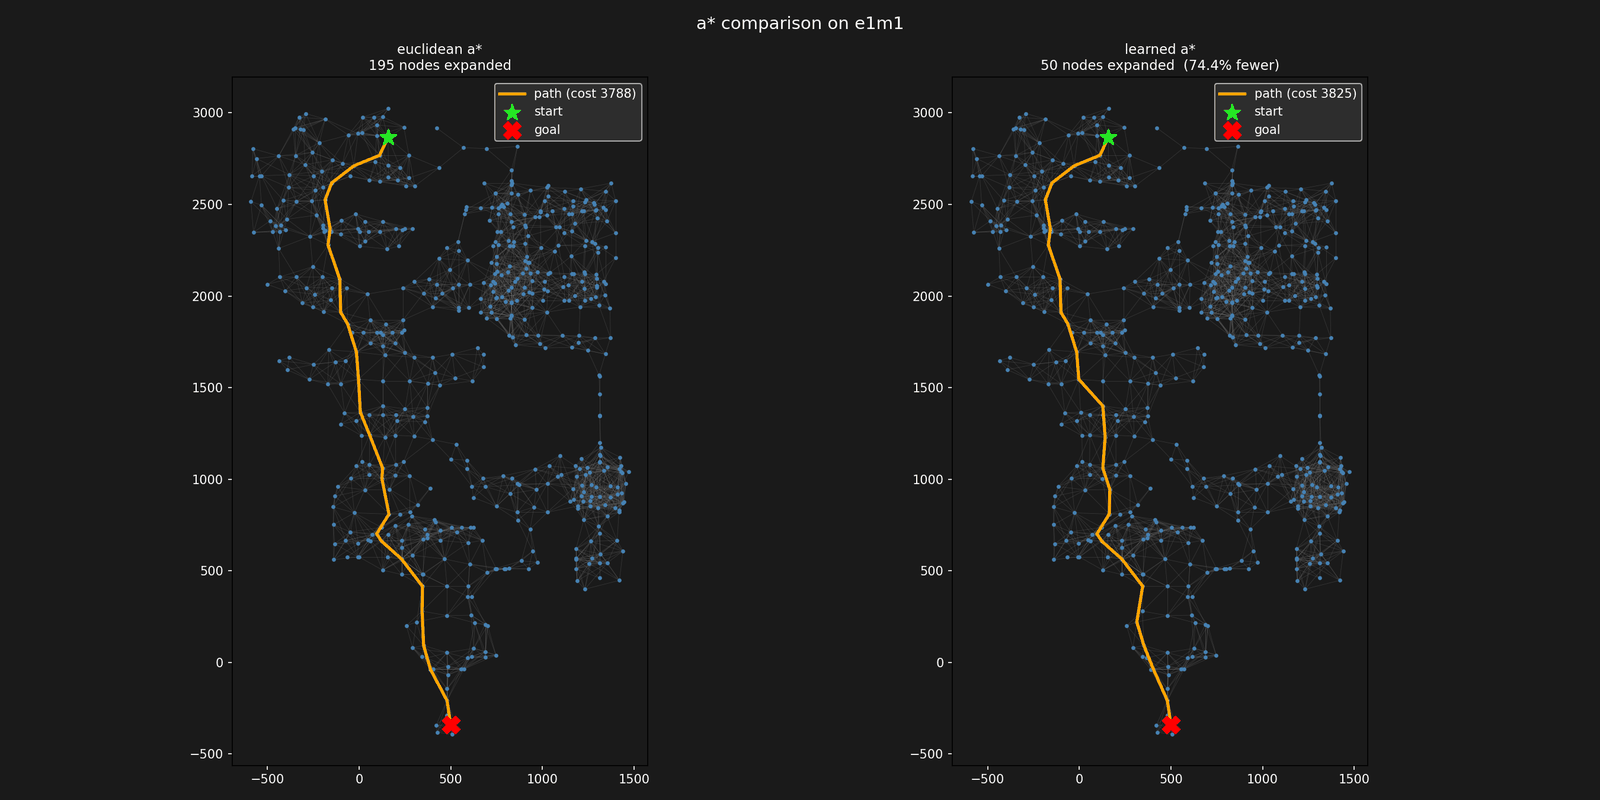 a* comparison on e1m1
euclidean a*
195 nodes expanded
path (cost 3788)
start
goal
3000
2500
2000
1500
1000
500
0
−500
−500
0
500
1000
1500
learned a*
50 nodes expanded  (74.4% fewer)
path (cost 3825)
start
goal
3000
2500
2000
1500
1000
500
0
−500
−500
0
500
1000
1500